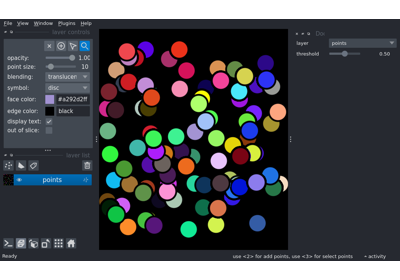 File View Window Plugins Help
layer controls
opacity: 1.00
point size: 10
blending: translucen
symbol: disc
face color: #a292d2ff
edge color: black
display text:
out of slice:
layer list
points
Do
layer points
threshold 0.50
Ready
use <2> for add points, use <3> for select points
activity